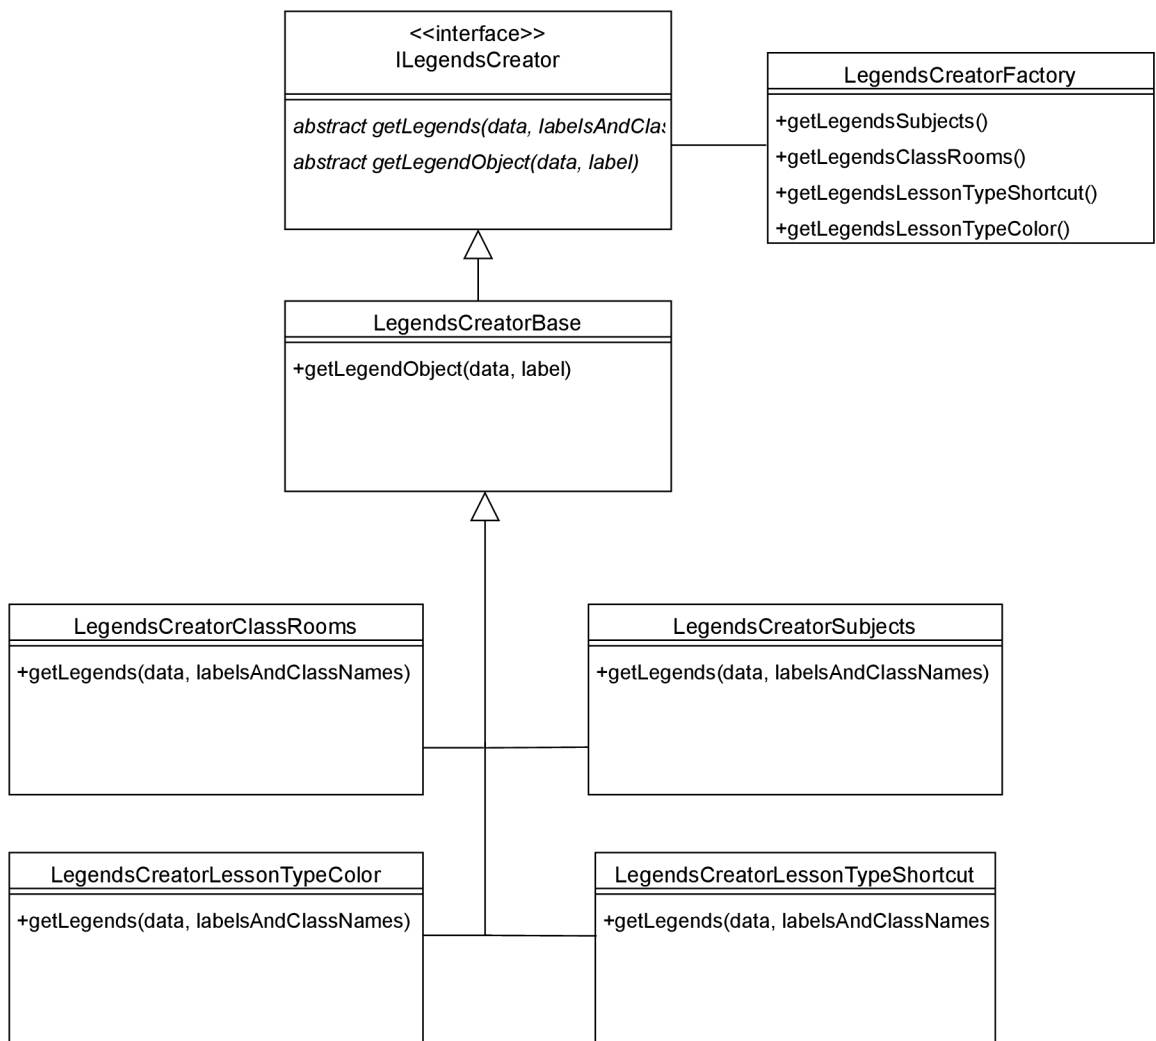 <<interface>>
ILegendsCreator
abstract getLegends(data, labelsAndClas
abstract getLegendObject(data, label)
LegendsCreatorFactory
+getLegendsSubjects()
+getLegendsClassRooms()
+getLegendsLessonTypeShortcut()
+getLegendsLessonTypeColor()
LegendsCreatorBase
+getLegendObject(data, label)
LegendsCreatorClassRooms
+getLegends(data, labelsAndClassNames)
LegendsCreatorSubjects
+getLegends(data, labelsAndClassNames)
LegendsCreatorLessonTypeColor
+getLegends(data, labelsAndClassNames)
LegendsCreatorLessonTypeShortcut
+getLegends(data, labelsAndClassNames